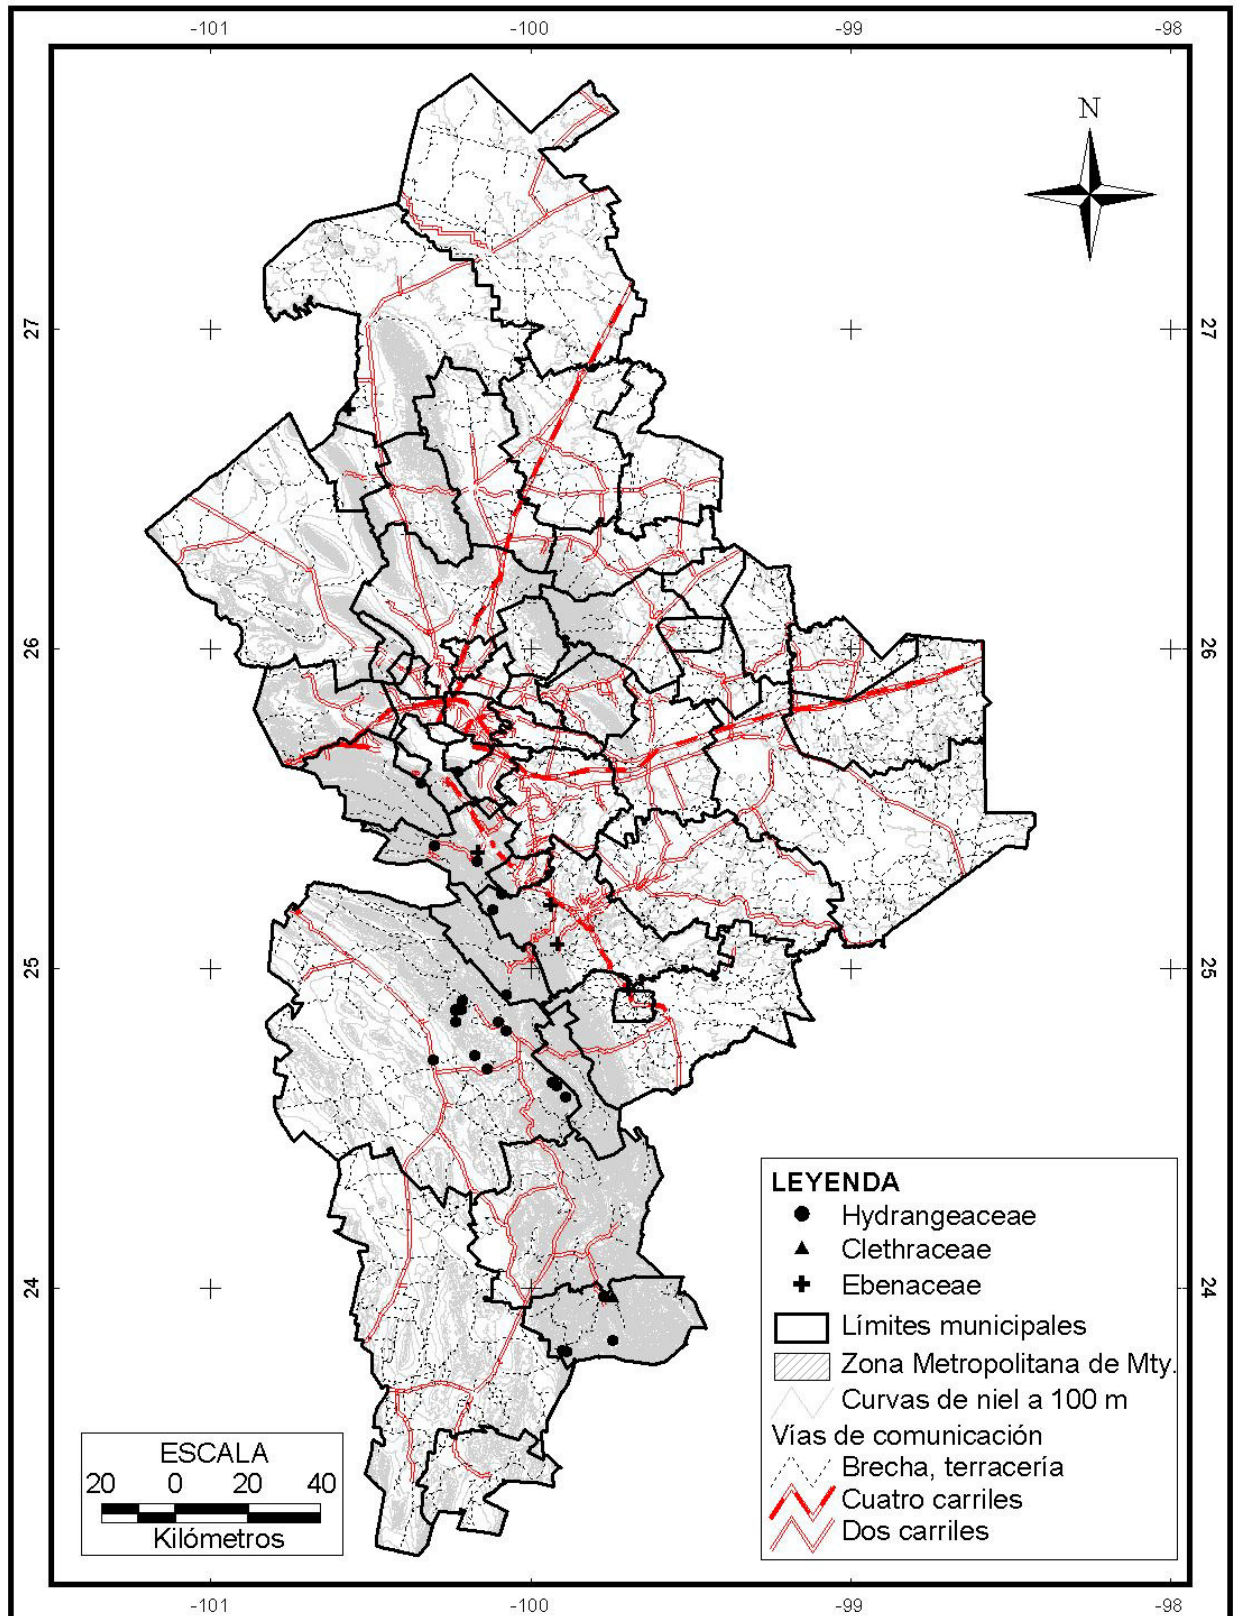 -101 -100 -99 -98
N
27 27
26 26
25 25
24 24
LEYENDA
Hydrangeaceae
Clethraceae
Ebenaceae
Límites municipales
Zona Metropolitana de Mty.
Curvas de niel a 100 m
Vías de comunicación
Brecha, terracería
Cuatro carriles
Dos carriles
ESCALA
20 0 20 40
Kilómetros
-101 -100 -99 -98